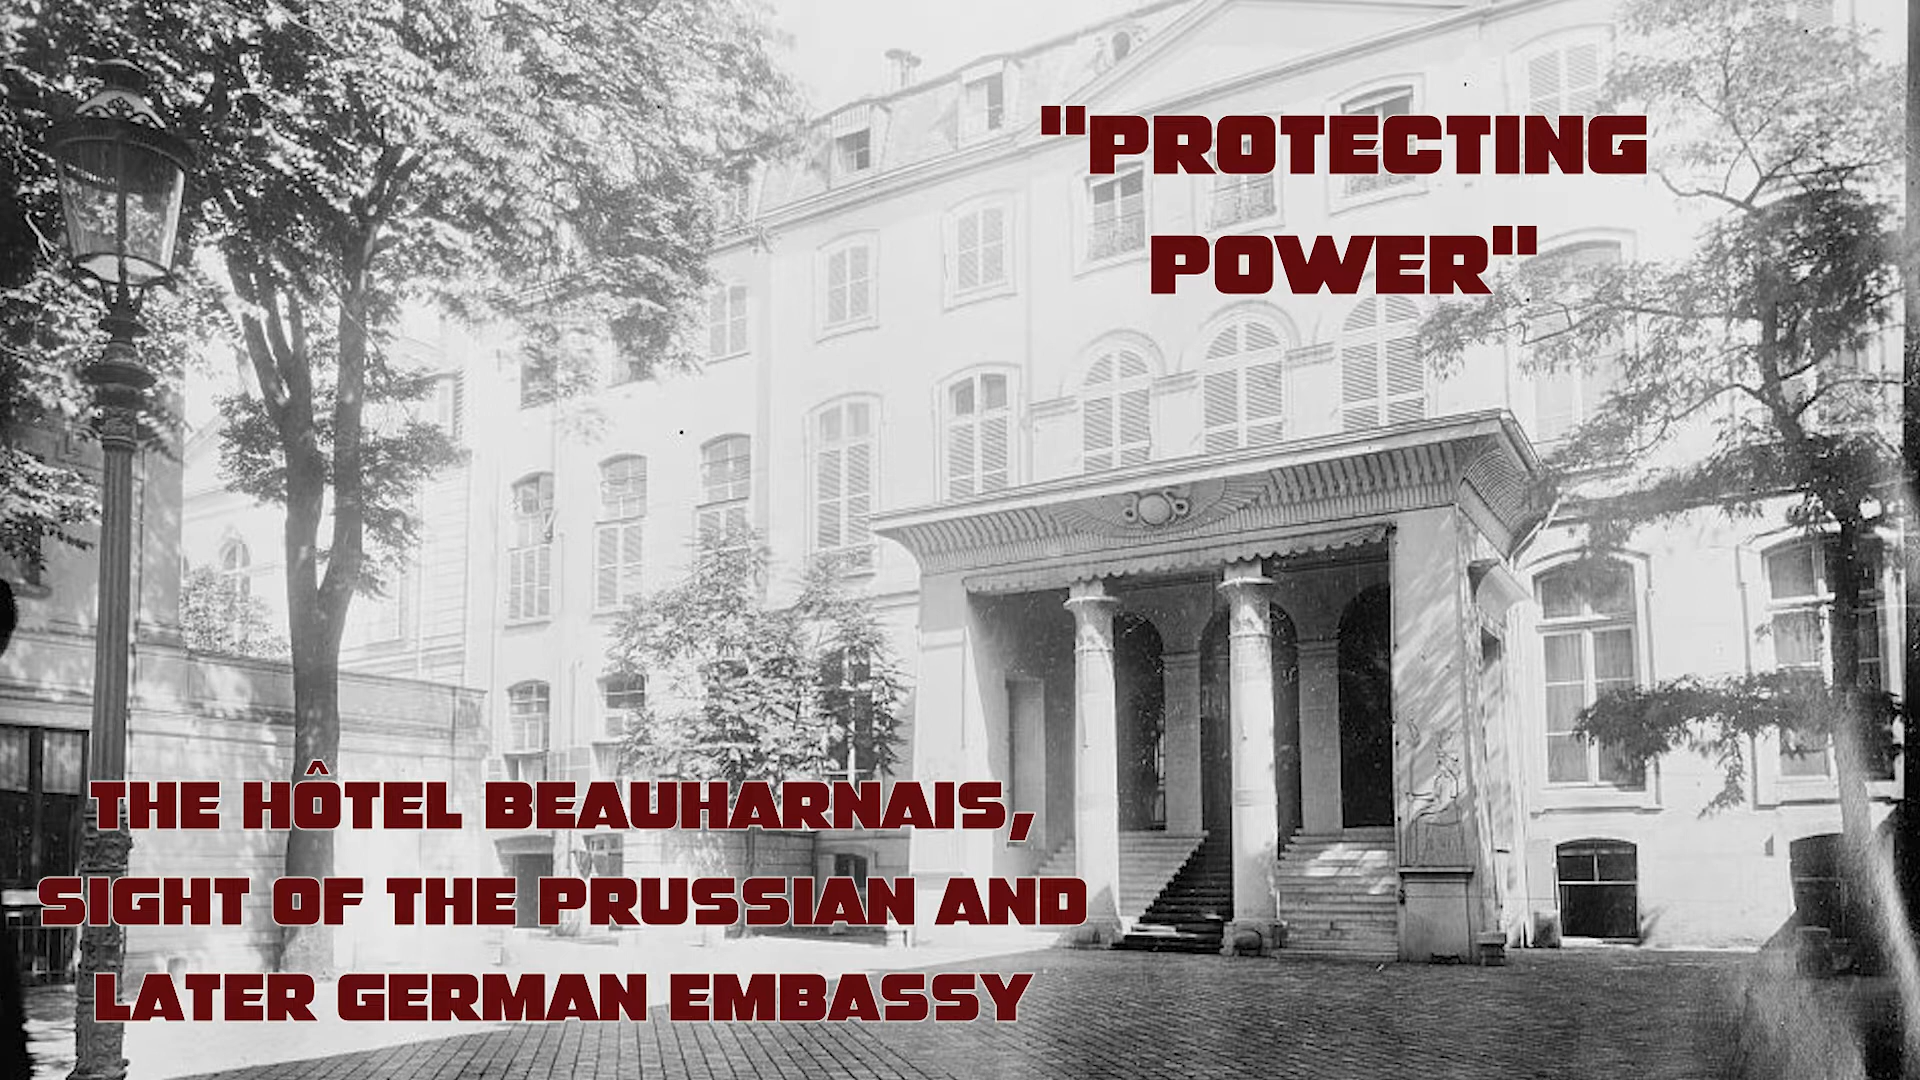 "PROTECTING
POWER"
THE HÔTEL BEAUHARNAIS,
SIGHT OF THE PRUSSIAN AND
LATER GERMAN EMBASSY